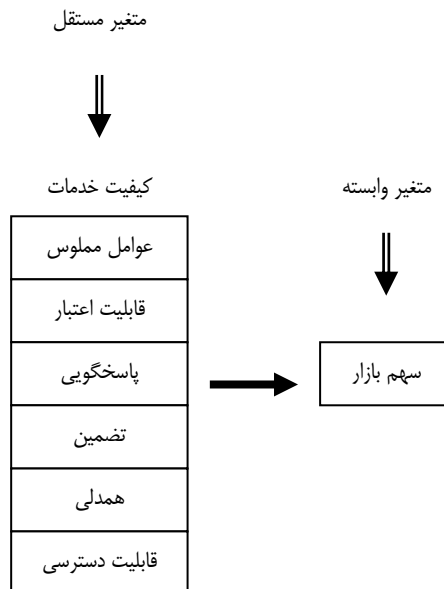 متغیر مستقل
کیفیت خدمات
متغیر وابسته
عوامل مملوس
قابلیت اعتبار
پاسخگویی
سهم بازار
تضمین
همدلی
قابلیت دسترسی